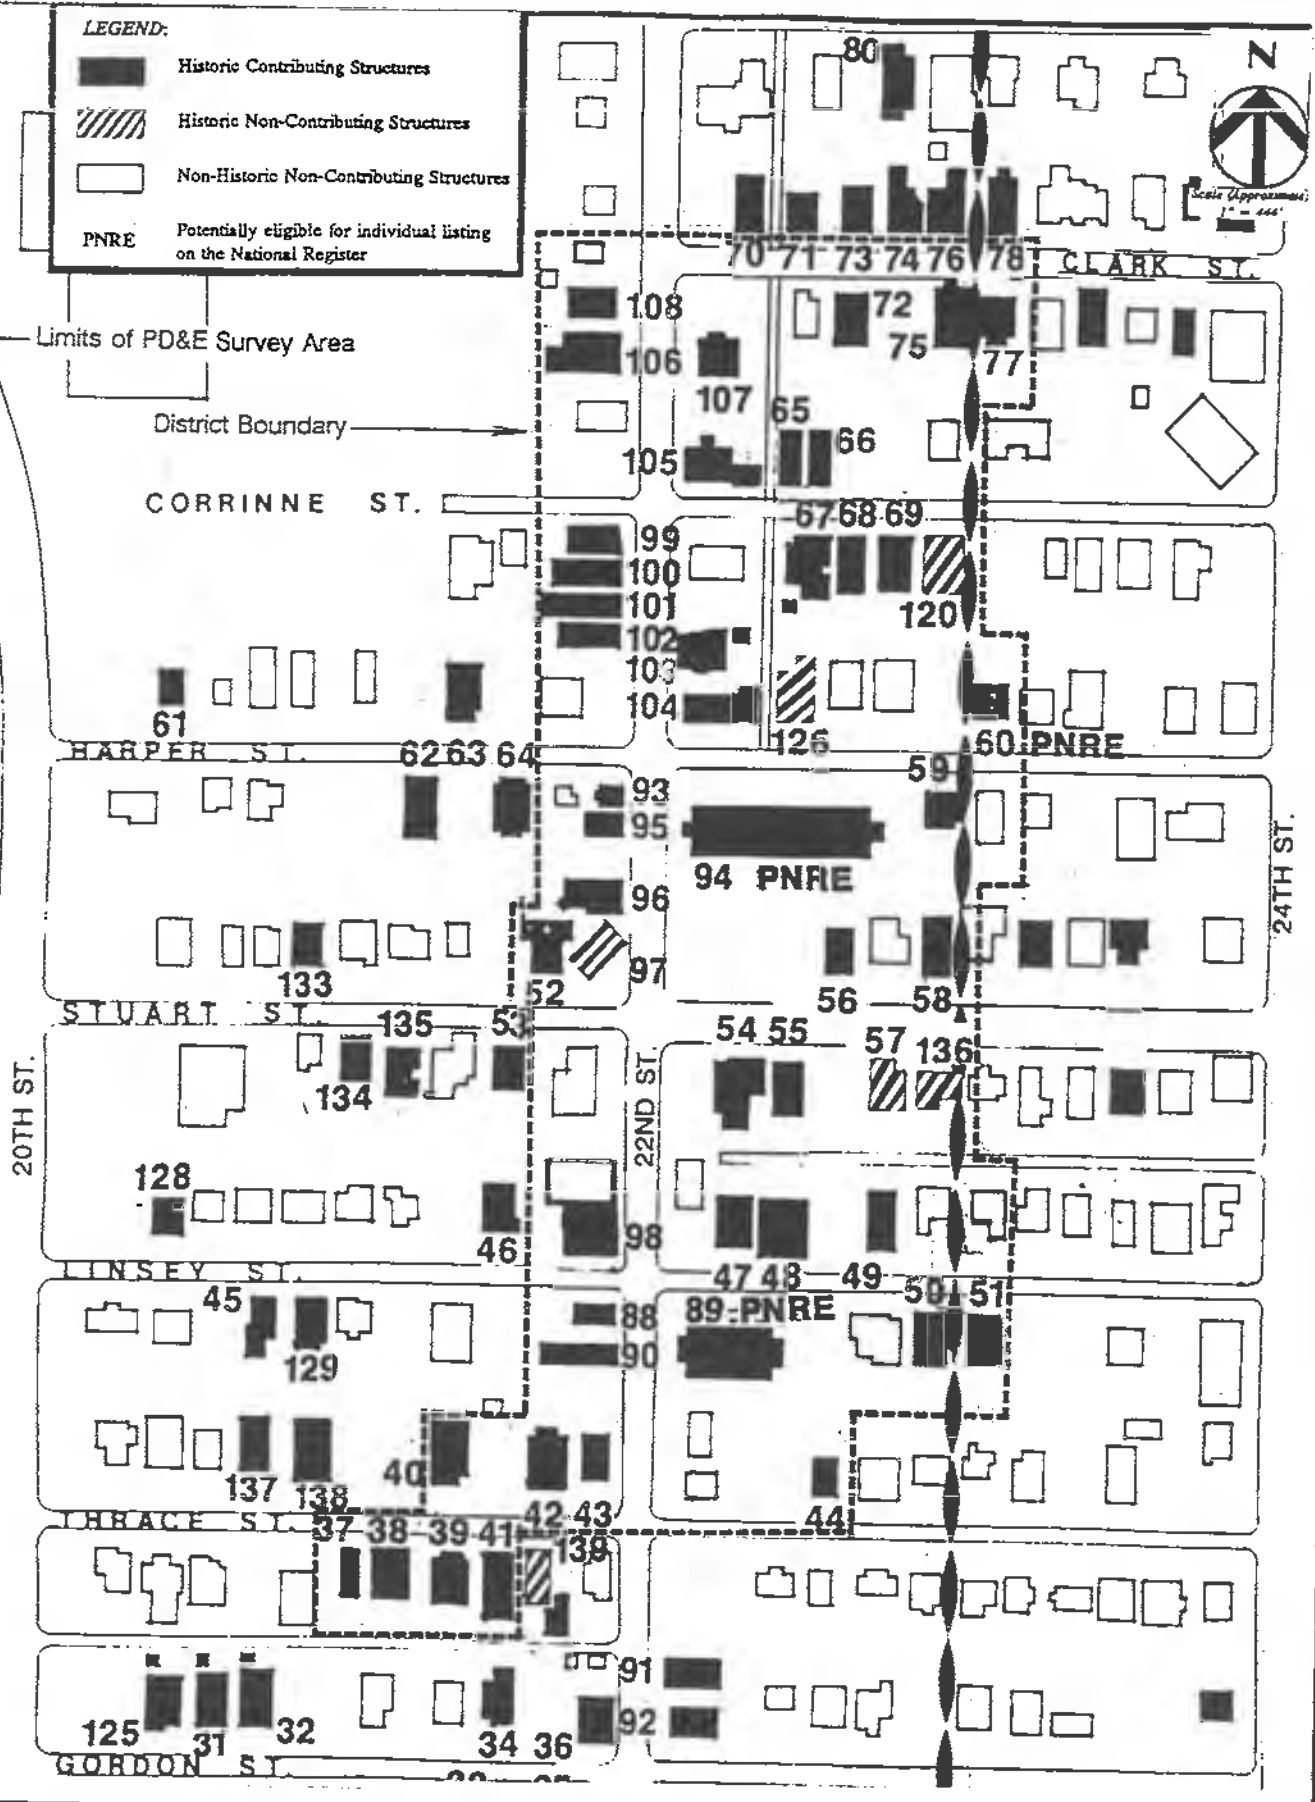 LEGEND:
Historic Contributing Structures
Historic Non-Contributing Structures
Non-Historic Non-Contributing Structures
PNRE Potentially eligible for individual listing
on the National Register
N
Scale (Approximate)
1" = 444'
80
70 71 73 74 76 78
CLARK ST.
108
72
Limits of PD&E Survey Area
106
75
77
107
65
District Boundary
66
105
CORRINNE ST.
67 68 69
99
100
101
120
102
103
104
61
126
60 PNRE
HARPER ST.
62 63 64
59
93
95
24TH ST.
94 PNRE
96
97
133
52
56
58
STUART ST.
135
53
54 55
57
136
134
20TH ST.
22ND ST.
128
46
98
LINSEY ST.
47 48 49
45
50 51
88
89-PNRE
129
90
40
137
138
42 43
44
THRACE ST.
37 38 39 41
139
91
125
31
32
34
36
92
GORDON ST.